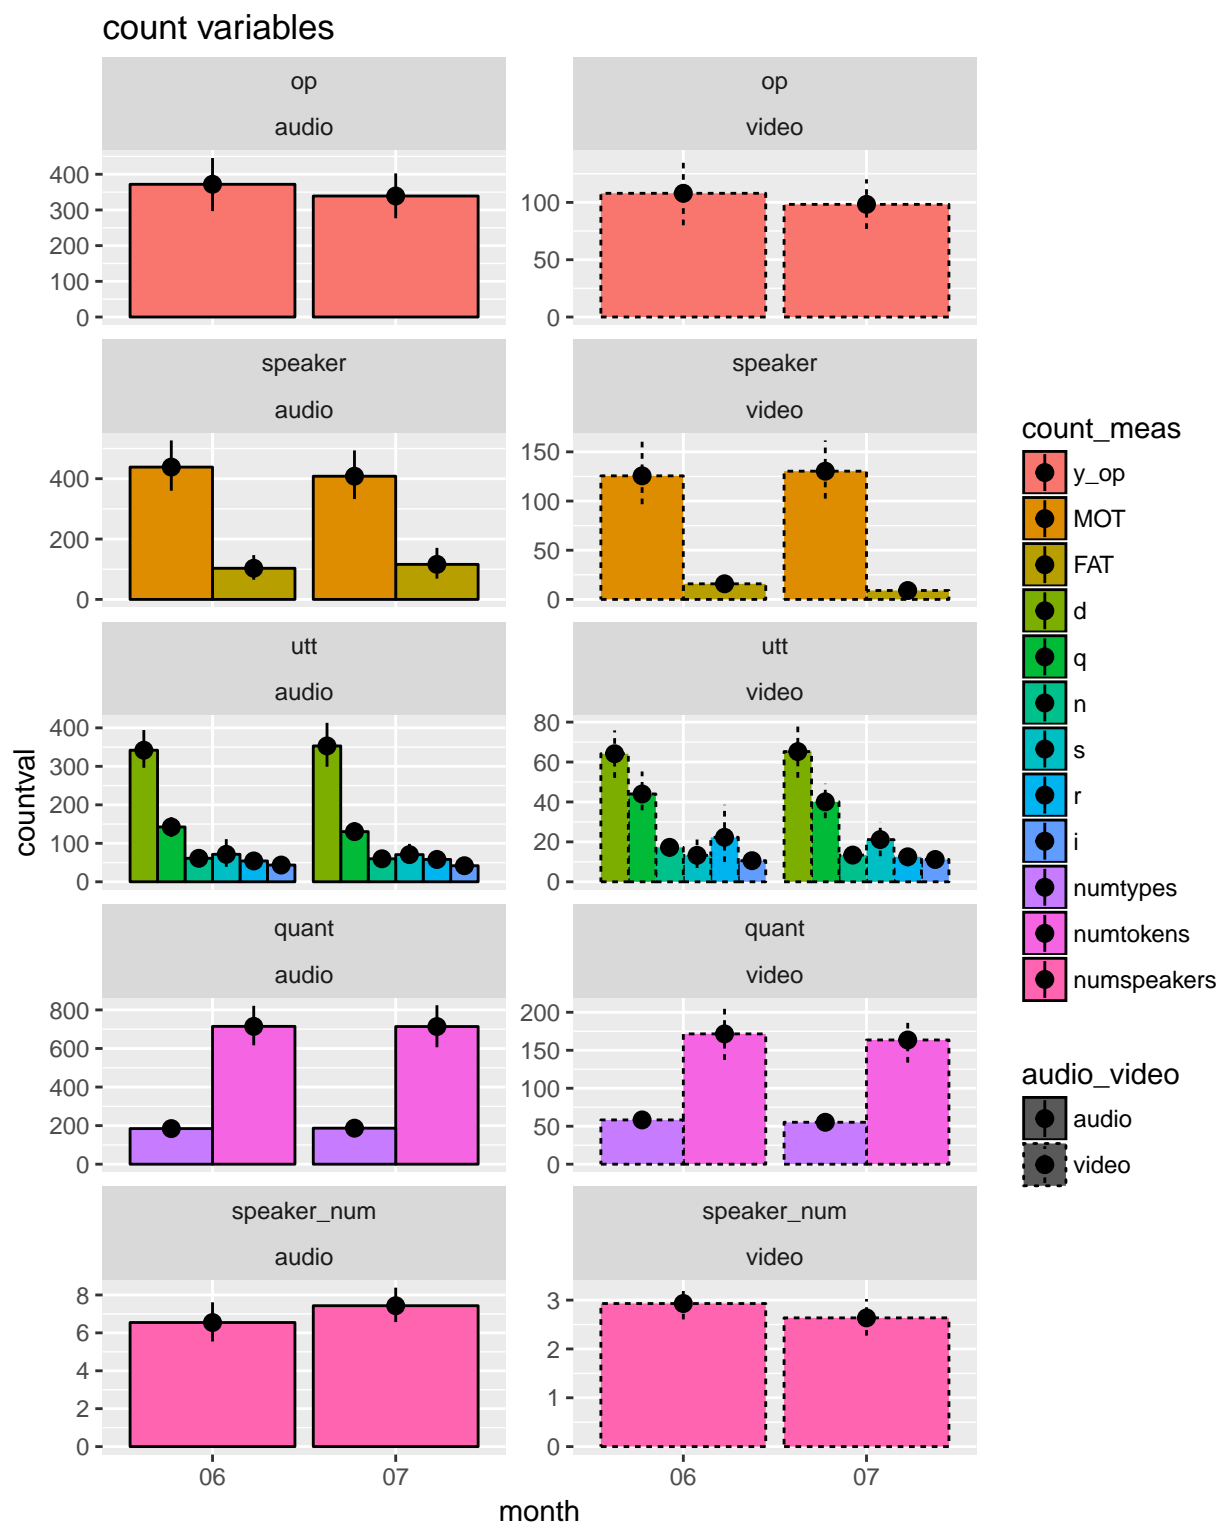 count variables
op
audio
op
video
400
300
200
100
0
100
50
0
speaker
audio
speaker
video
400
200
0
150
100
50
0
utt
audio
utt
video
400
300
200
100
0
80
60
40
20
0
quant
audio
quant
video
800
600
400
200
0
200
150
100
50
0
speaker_num
audio
speaker_num
video
8
6
4
2
0
3
2
1
0
06
07
06
07
month
countval
count_meas
y_op
MOT
FAT
d
q
n
s
r
i
numtypes
numtokens
numspeakers
audio_video
audio
video